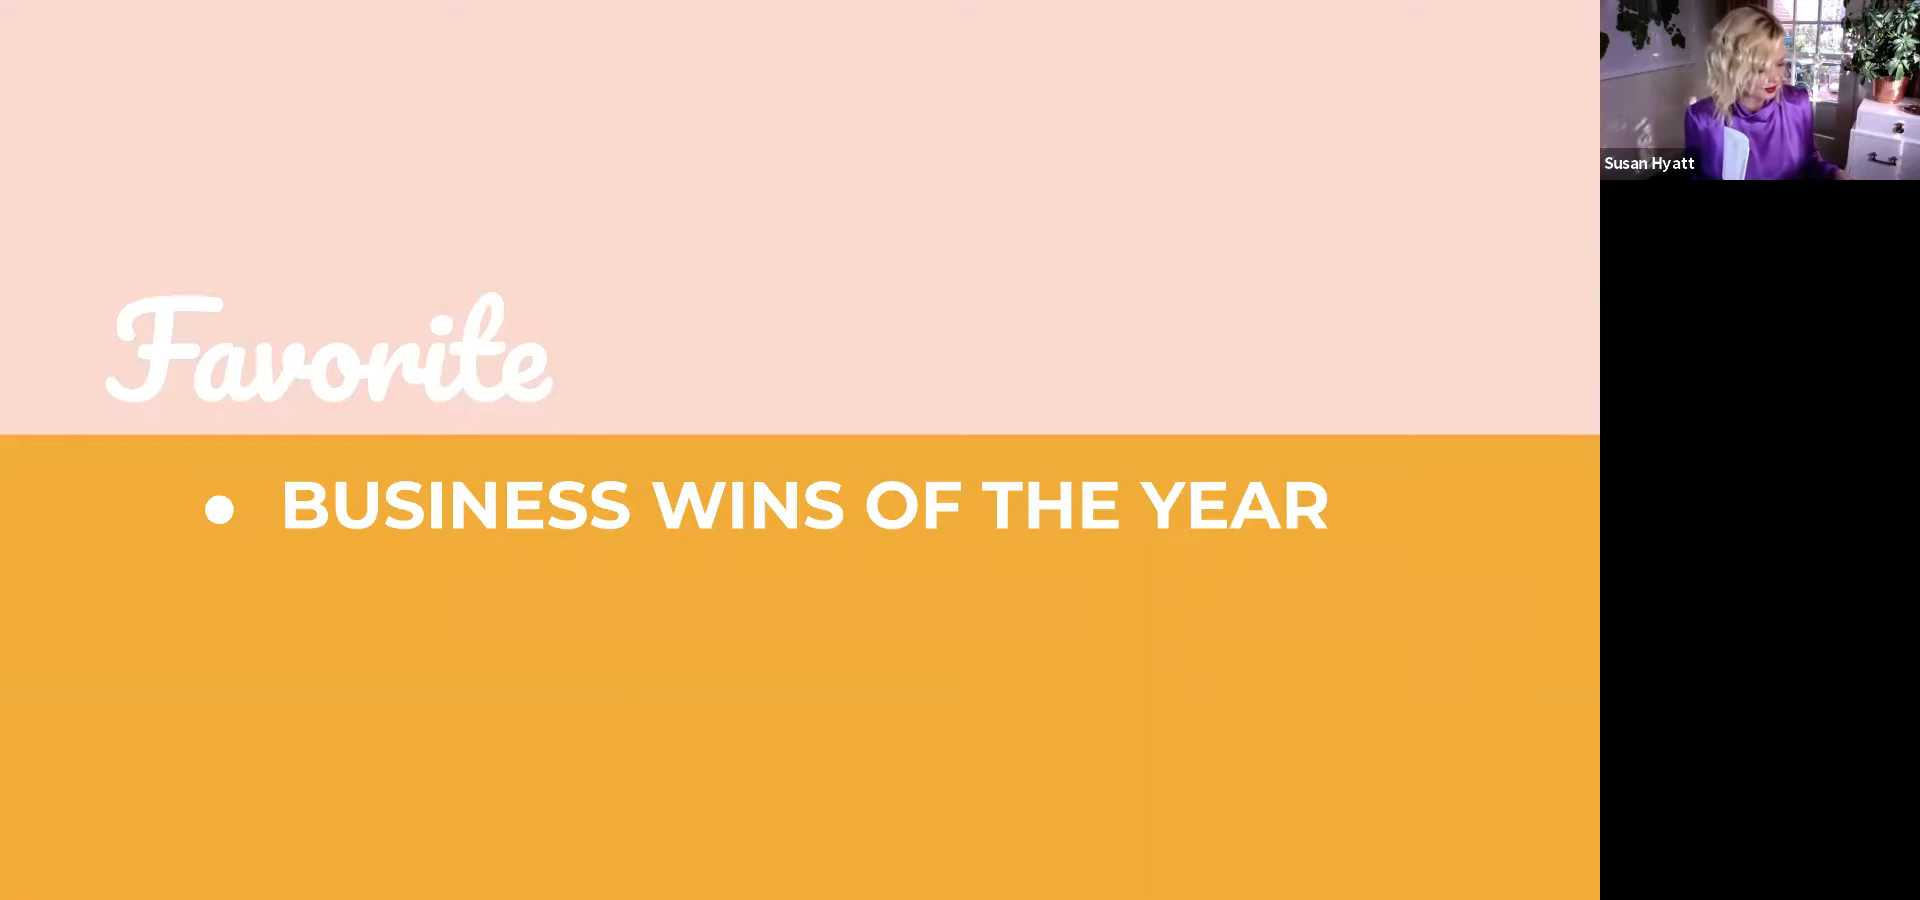 Favorite
● BUSINESS WINS OF THE YEAR
Susan Hyatt